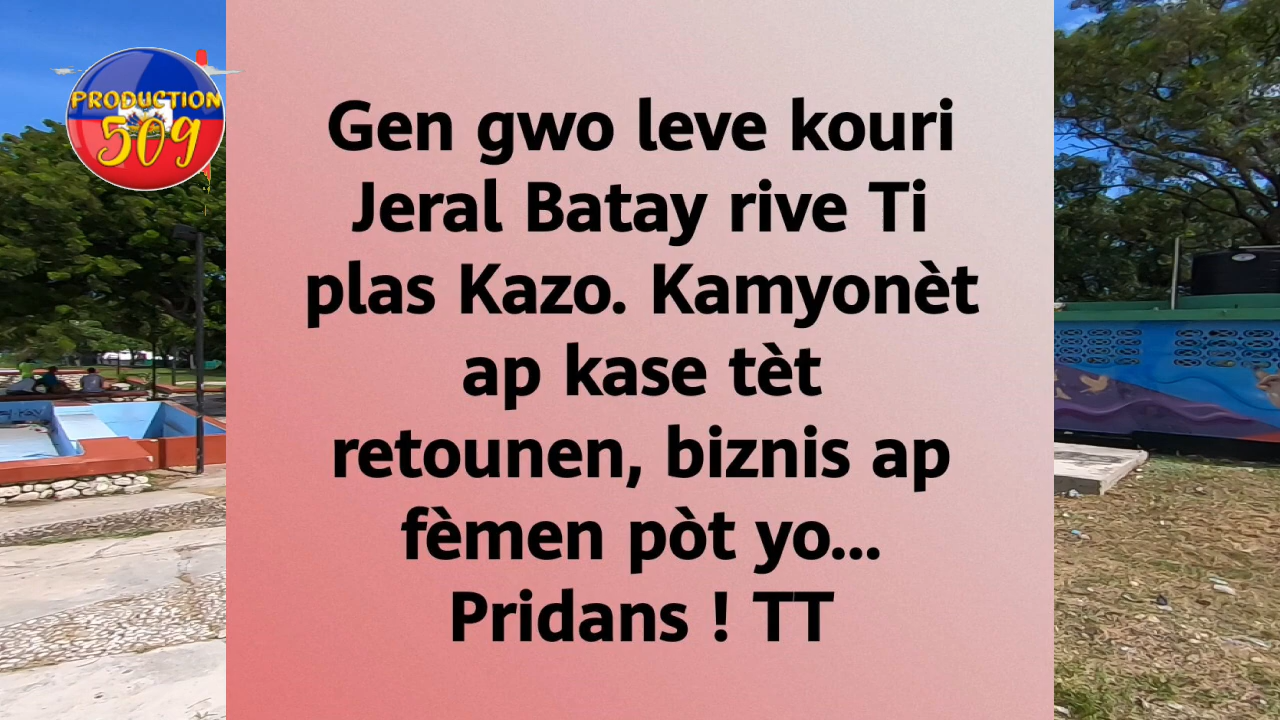 PRODUCTION
509
Gen gwo leve kouri
Jeral Batay rive Ti
plas Kazo. Kamyonèt
ap kase tèt
retounen, biznis ap
fèmen pòt yo...
Pridans ! TT